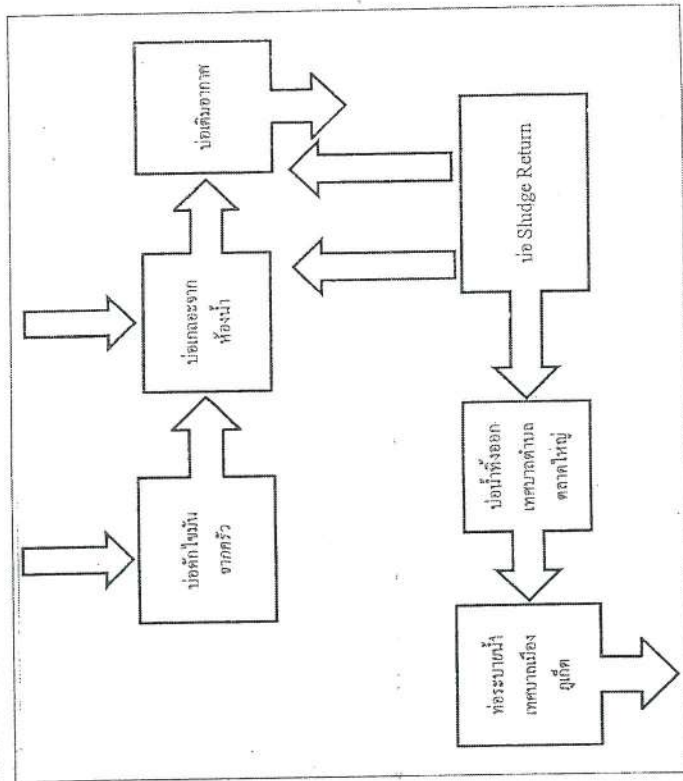 บ่อดักไขมัน
จากครัว
บ่อเกลอะจาก
ห้องน้ำ
บ่อเติมอากาศ
บ่อ Sludge Return
บ่อน้ำทิ้งออก
เทศบาลตำบล
ตลาดใหญ่
ท่อระบายน้ำ
เทศบาลเมือง
ภูเก็ต